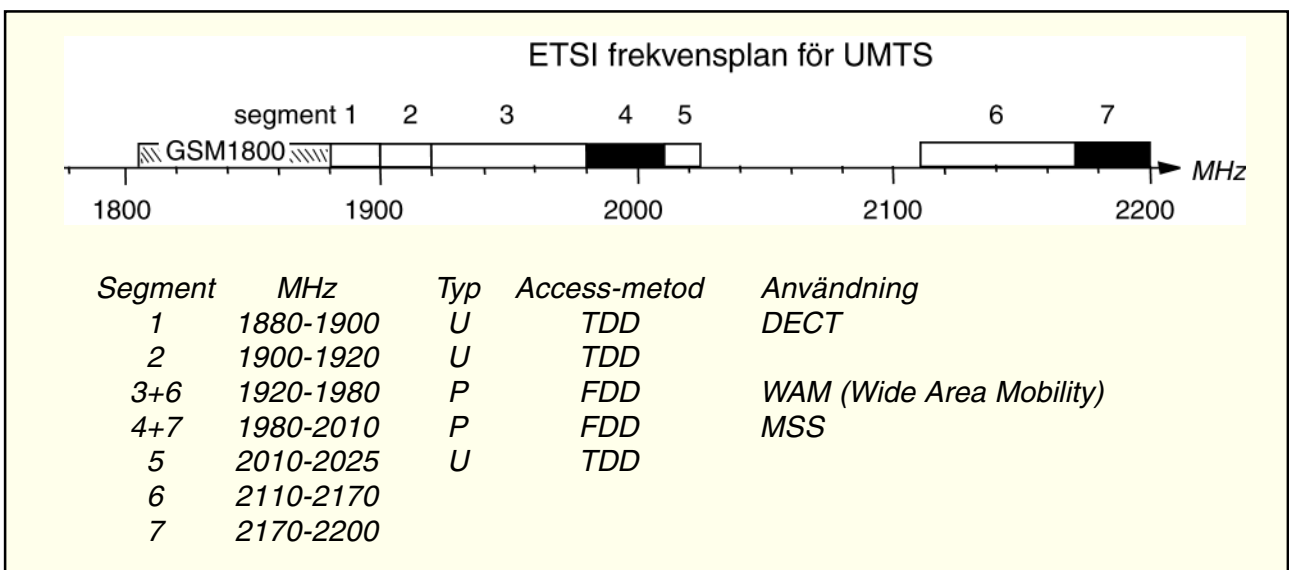 ETSI frekvensplan för UMTS
segment 1 2 3 4 5 6 7
GSM1800
MHz
1800 1900 2000 2100 2200
Segment MHz Typ Access-metod Användning
1 1880-1900 U TDD DECT
2 1900-1920 U TDD
3+6 1920-1980 P FDD WAM (Wide Area Mobility)
4+7 1980-2010 P FDD MSS
5 2010-2025 U TDD
6 2110-2170
7 2170-2200